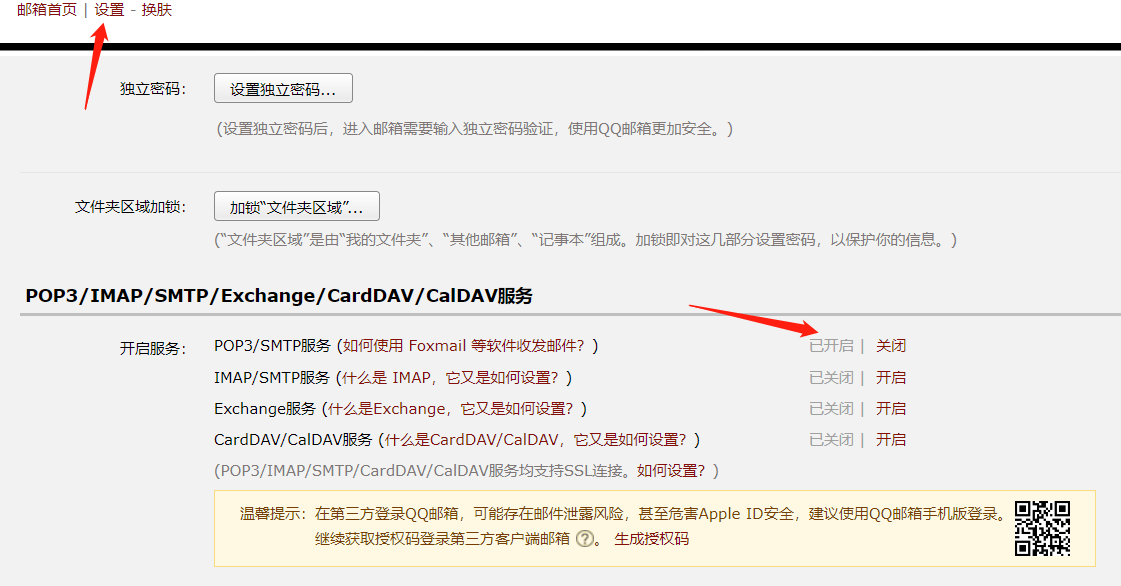 邮箱首页 | 设置 - 换肤
独立密码： 设置独立密码...
(设置独立密码后，进入邮箱需要输入独立密码验证，使用QQ邮箱更加安全。)
文件夹区域加锁： 加锁“文件夹区域”...
(“文件夹区域”是由“我的文件夹”、“其他邮箱”、“记事本”组成。加锁即对这几部分设置密码，以保护你的信息。)
POP3/IMAP/SMTP/Exchange/CardDAV/CalDAV服务
开启服务： POP3/SMTP服务 (如何使用 Foxmail 等软件收发邮件？) 已开启 | 关闭
IMAP/SMTP服务 (什么是 IMAP，它又是如何设置？) 已关闭 | 开启
Exchange服务 (什么是Exchange，它又是如何设置？) 已关闭 | 开启
CardDAV/CalDAV服务 (什么是CardDAV/CalDAV，它又是如何设置？) 已关闭 | 开启
(POP3/IMAP/SMTP/CardDAV/CalDAV服务均支持SSL连接。如何设置？)
温馨提示：在第三方登录QQ邮箱，可能存在邮件泄露风险，甚至危害Apple ID安全，建议使用QQ邮箱手机版登录。
继续获取授权码登录第三方客户端邮箱 ?。 生成授权码